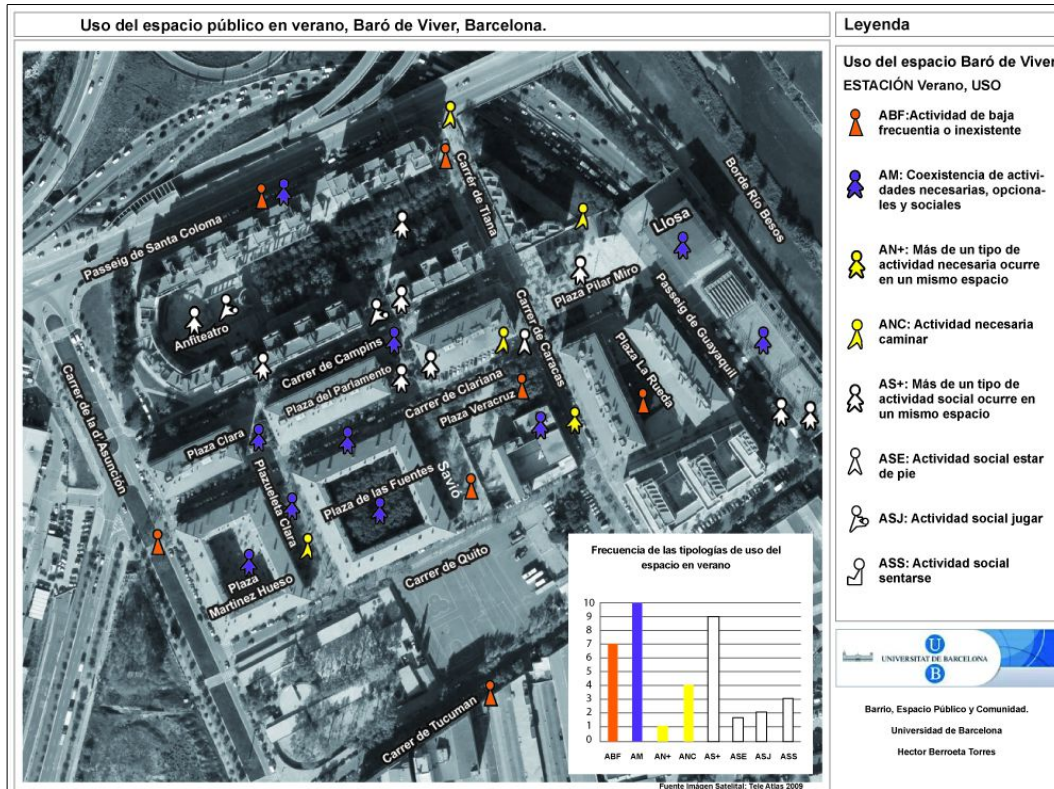 Uso del espacio público en verano, Baró de Viver, Barcelona.
Passeig de Santa Coloma
Carrer de Tiana
Llosa
Borde Río Besos
Plaza Pilar Miro
Passeig de Guayaquil
Anfiteatro
Carrer de Campins
Carrer de Caracas
Plaza La Rueda
Plaza del Parlamento
Carrer de Clariana
Plaza Veracruz
Carrer de la d'Asunción
Plaza Clara
Plazueleta Clara
Plaza de las Fuentes
Savió
Plaza
Martinez Hueso
Carrer de Quito
Carrer de Tucuman
Frecuencia de las tipologías de uso del
espacio en verano
10
9
8
7
6
5
4
3
2
1
0
ABF AM AN+ ANC AS+ ASE ASJ ASS
Fuente Imágen Satelital: Tele Atlas 2009
Leyenda
Uso del espacio Baró de Viver
ESTACIÓN Verano, USO
ABF:Actividad de baja
frecuentia o inexistente
AM: Coexistencia de activi-
dades necesarias, opciona-
les y sociales
AN+: Más de un tipo de
actividad necesaria ocurre
en un mismo espacio
ANC: Actividad necesaria
caminar
AS+: Más de un tipo de
actividad social ocurre en
un mismo espacio
ASE: Actividad social estar
de pie
ASJ: Actividad social jugar
ASS: Actividad social
sentarse
UNIVERSITAT DE BARCELONA
U
B
Barrio, Espacio Público y Comunidad.
Universidad de Barcelona
Hector Berroeta Torres